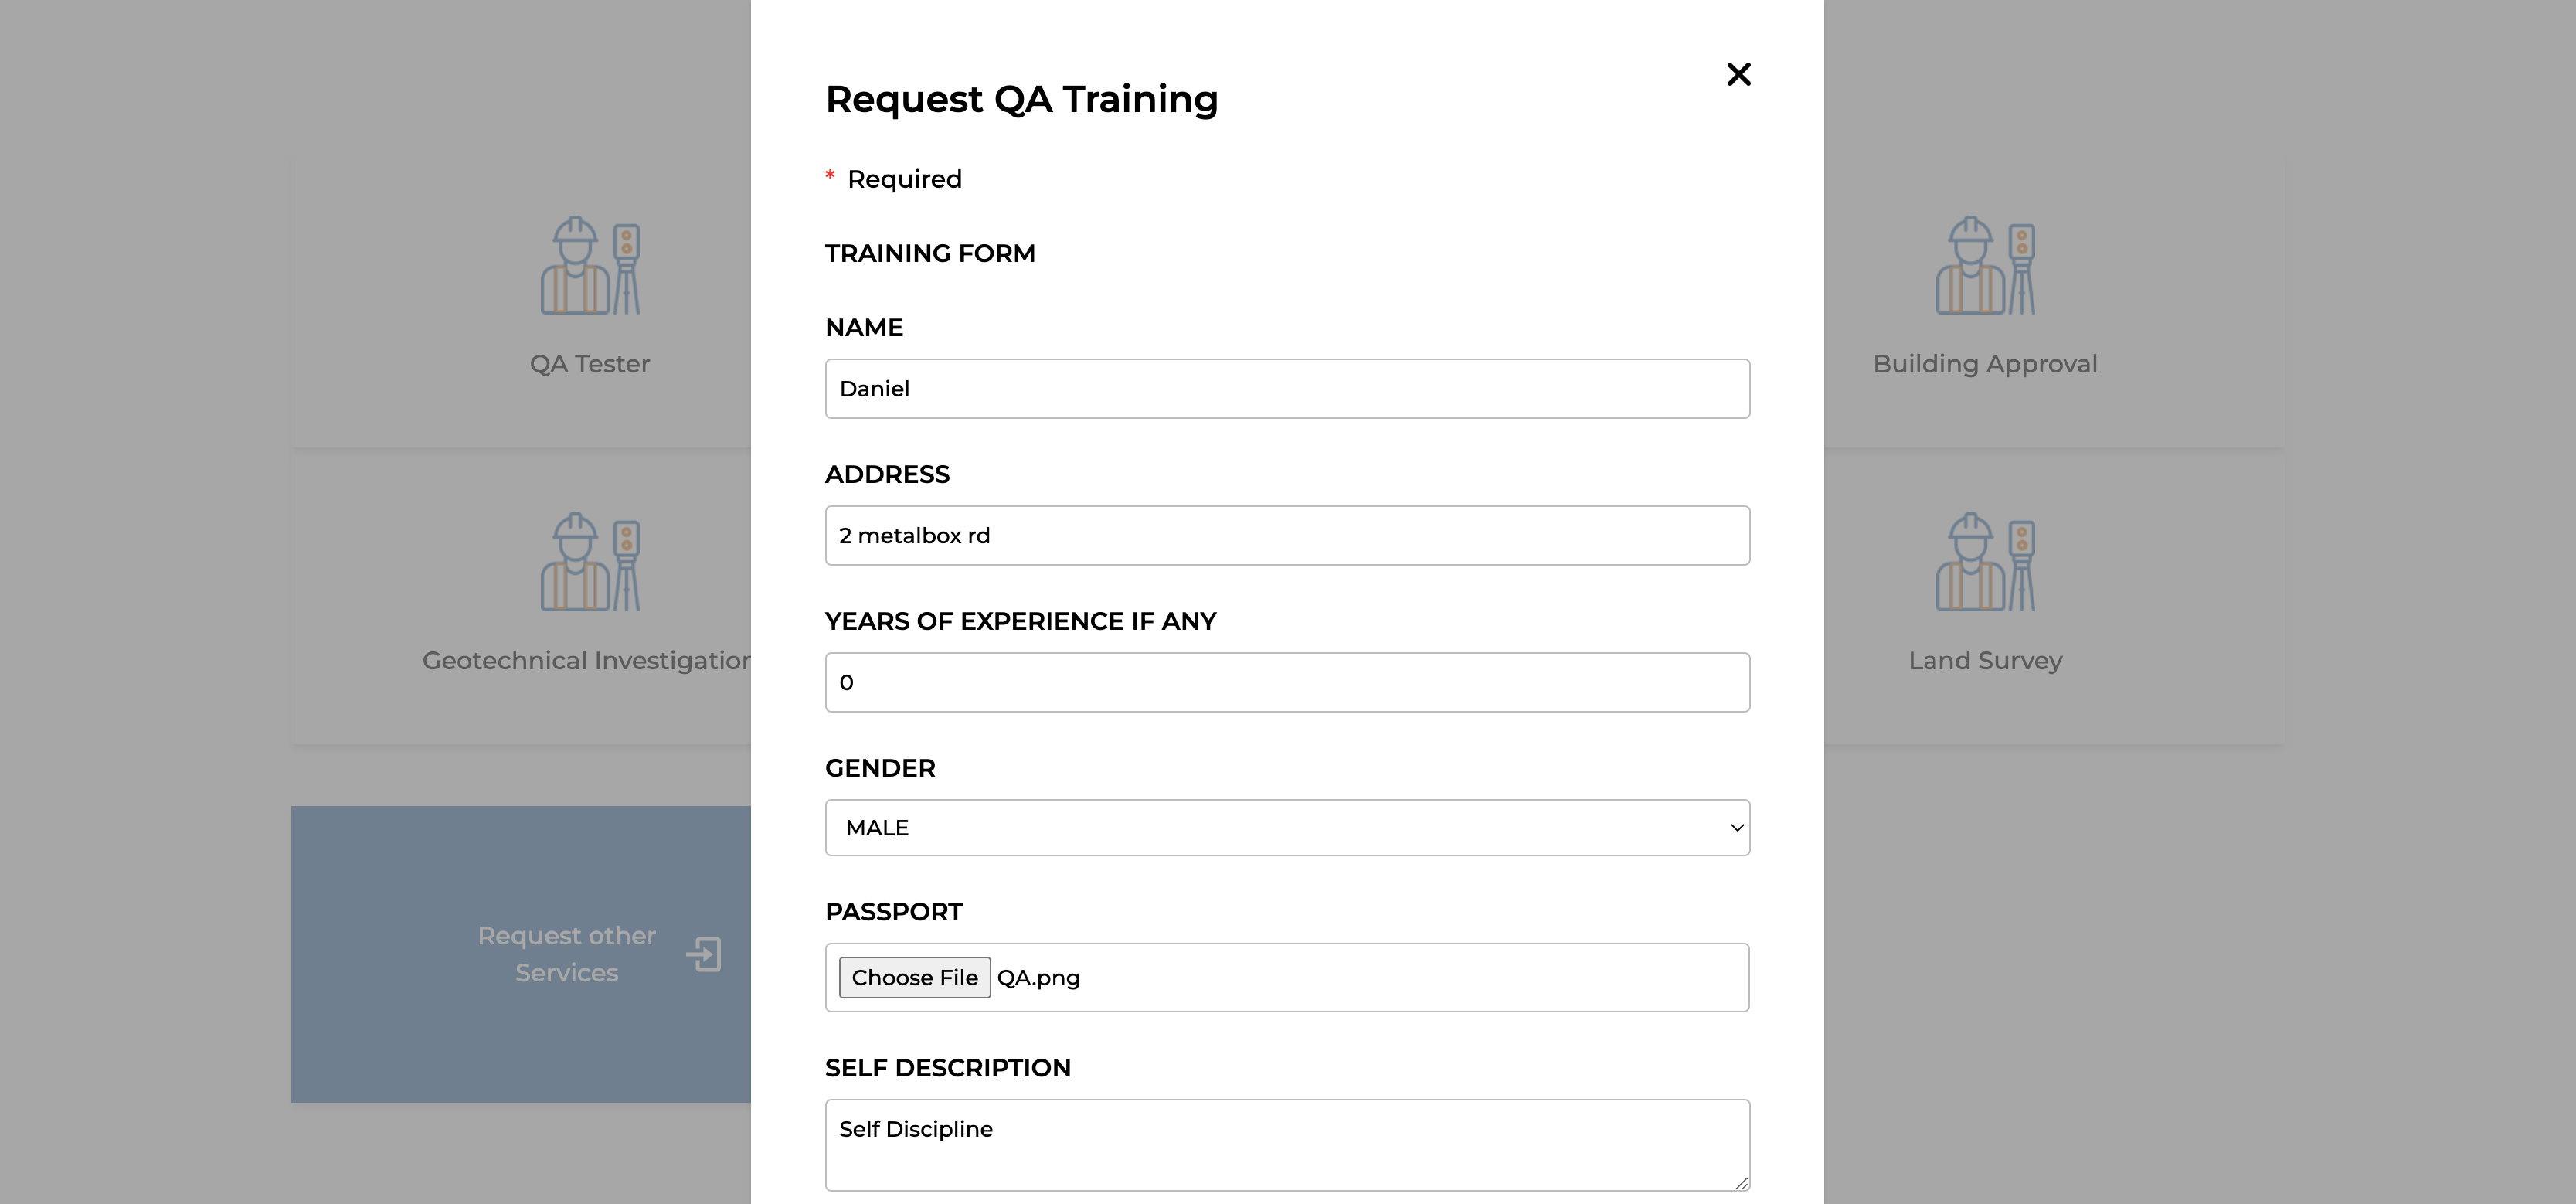 Request QA Training
* Required
TRAINING FORM
NAME
Daniel
ADDRESS
2 metalbox rd
YEARS OF EXPERIENCE IF ANY
0
GENDER
MALE
PASSPORT
Choose File QA.png
SELF DESCRIPTION
Self Discipline
QA Tester
Building Approval
Geotechnical Investigation
Land Survey
Request other
Services